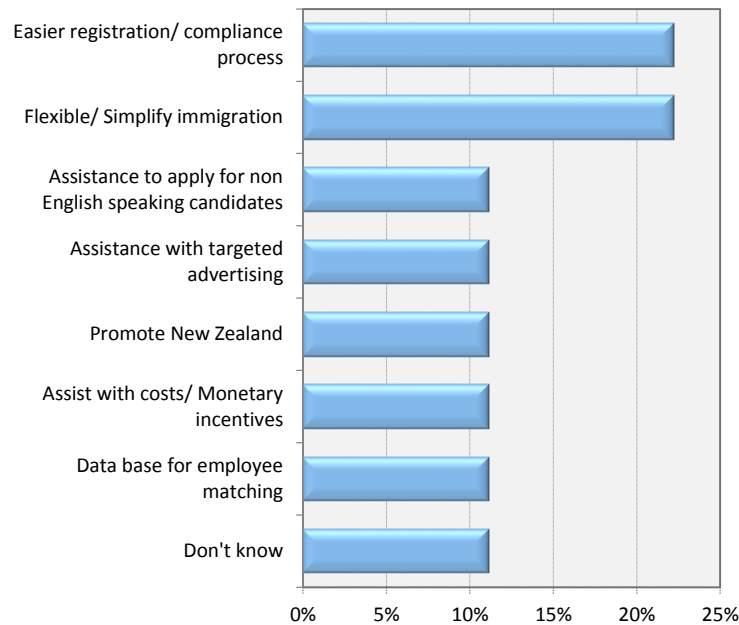 Easier registration/ compliance
process
Flexible/ Simplify immigration
Assistance to apply for non
English speaking candidates
Assistance with targeted
advertising
Promote New Zealand
Assist with costs/ Monetary
incentives
Data base for employee
matching
Don't know
0% 5% 10% 15% 20% 25%